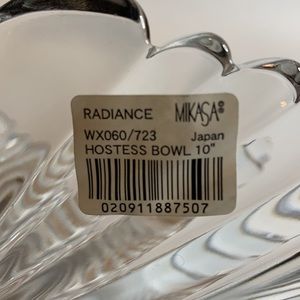 RADIANCE MIKASA®
WX060/723 Japan
HOSTESS BOWL 10"
020911887507